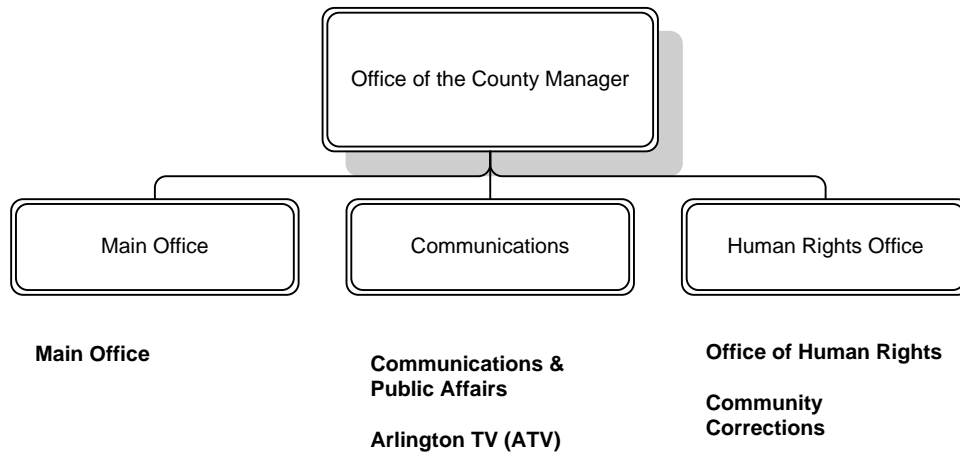 Office of the County Manager
Main Office
Communications
Human Rights Office
Main Office
Communications &
Public Affairs
Arlington TV (ATV)
Office of Human Rights
Community
Corrections